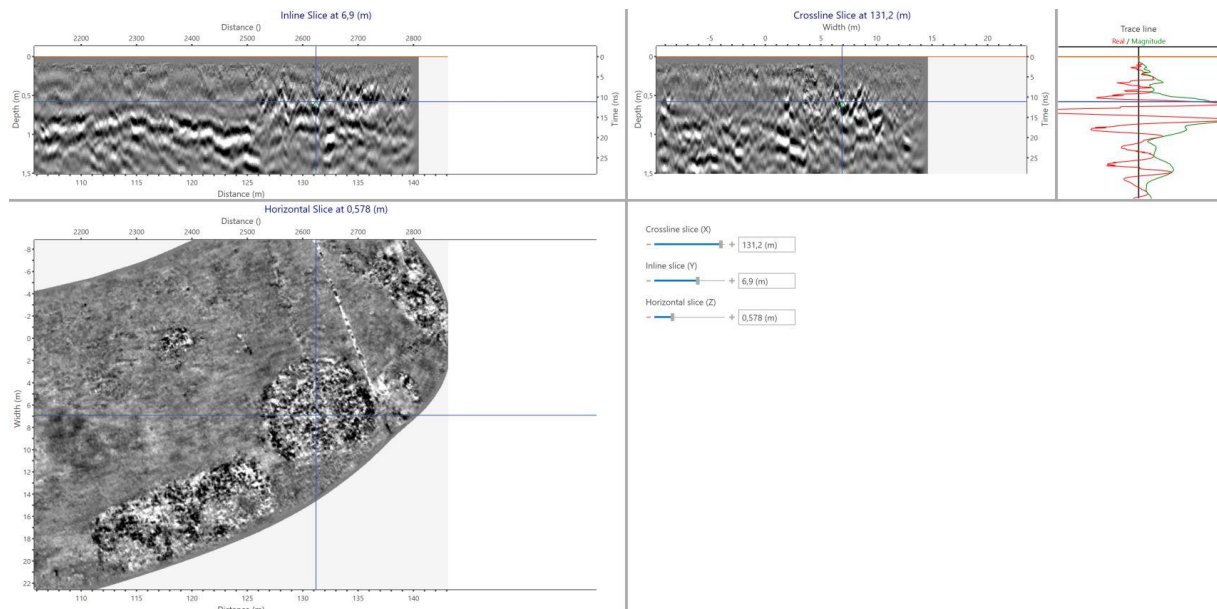 Inline Slice at 6,9 (m)
Distance ()
2200 2300 2400 2500 2600 2700 2800
Depth (m)
0
0,5
1
1,5
Time (ns)
0
5
10
15
20
25
110 115 120 125 130 135 140
Distance (m)
Crossline Slice at 131,2 (m)
Width (m)
-5 0 5 10 15 20
Depth (m)
0
0,5
1
1,5
Time (ns)
0
5
10
15
20
25
Trace line
Real / Magnitude
Horizontal Slice at 0,578 (m)
Distance ()
2200 2300 2400 2500 2600 2700 2800
Width (m)
-8
-6
-4
-2
0
2
4
6
8
10
11
13
14
16
18
19
21
22
110 115 120 125 130 135 140
Distance (m)
Crossline slice (X)
- + 131,2 (m)
Inline slice (Y)
- + 6,9 (m)
Horizontal slice (Z)
- + 0,578 (m)